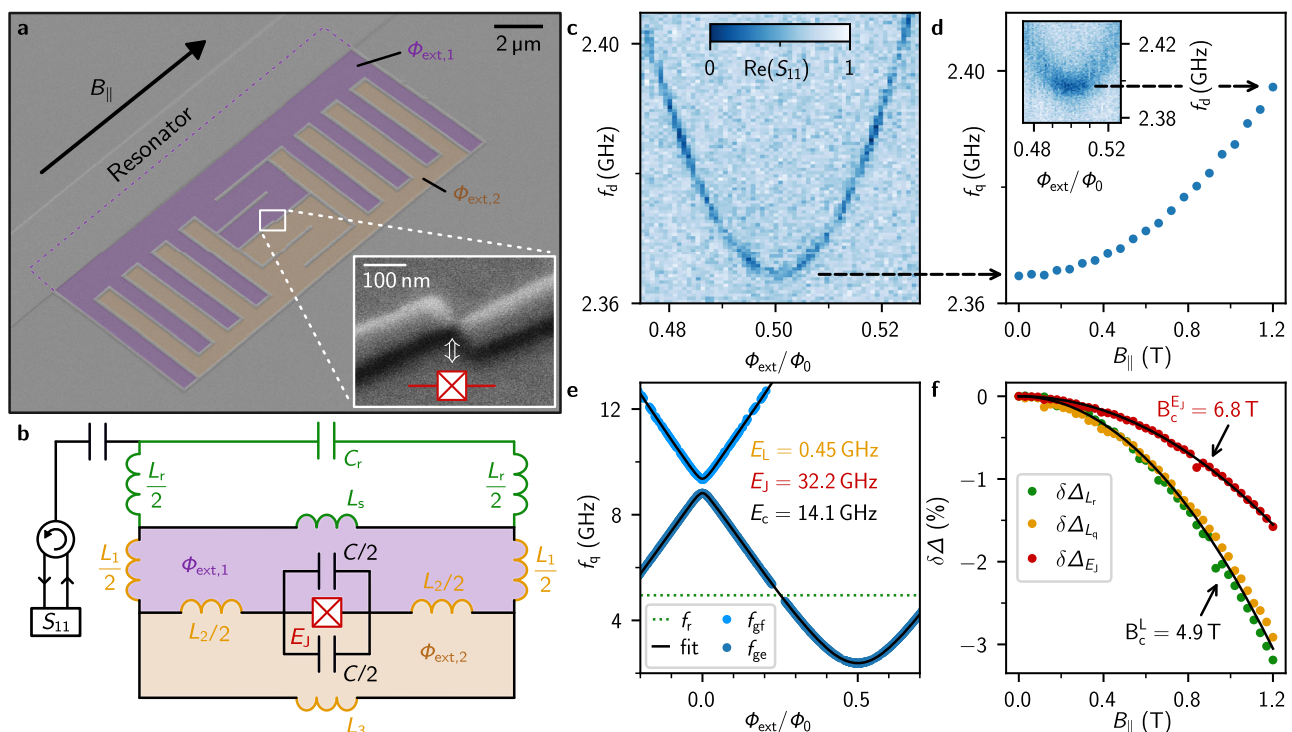 a
2 μm
Φext,1
B∥
Resonator
Φext,2
100 nm
b
Cr
Lr
2
Lr
2
Ls
L1
2
Φext,1
C/2
L1
2
L2/2
L2/2
EJ
Φext,2
C/2
S11
L3
c
2.40
0 Re(S11) 1
fd (GHz)
2.36
0.48 0.50 0.52
Φext/Φ0
d
2.40
2.42
fd (GHz)
2.38
0.48 0.52
Φext/Φ0
fq (GHz)
2.36
0.0 0.4 0.8 1.2
B∥ (T)
e
12
EL = 0.45 GHz
EJ = 32.2 GHz
Ec = 14.1 GHz
fq (GHz)
8
4
fr fgf
fit fge
0.0 0.5
Φext/Φ0
f
0
BcEJ = 6.8 T
−1
δΔLr
δΔLq
δΔEJ
δΔ (%)
−2
BcL = 4.9 T
−3
0.0 0.4 0.8 1.2
B∥ (T)